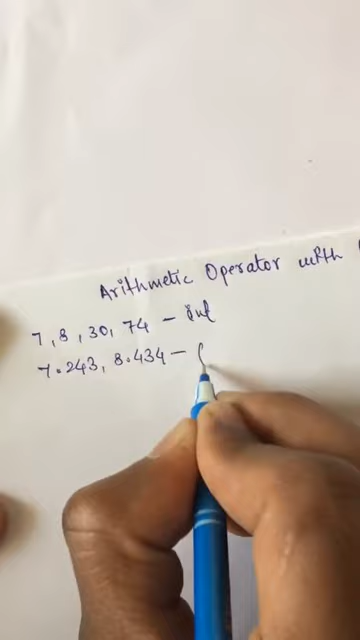 Arithmetic Operator with
7, 8, 30, 74 - int
7.243, 8.434 -